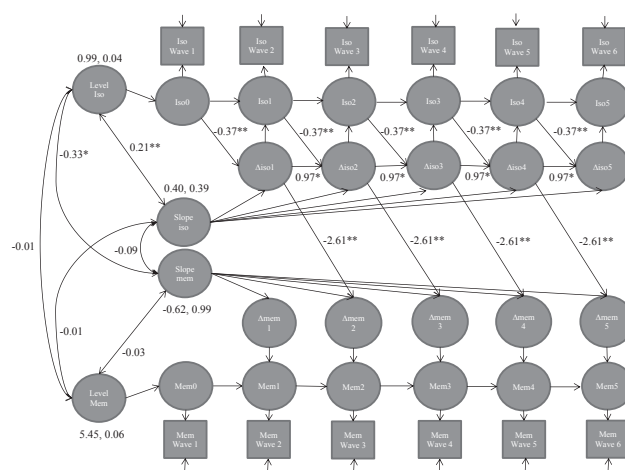 Iso
Wave 1
Iso
Wave 2
Iso
Wave 3
Iso
Wave 4
Iso
Wave 5
Iso
Wave 6
0.99, 0.04
Level
Iso
Iso0
Iso1
Iso2
Iso3
Iso4
Iso5
-0.37**
-0.37**
-0.37**
-0.37**
-0.37**
-0.33*
0.21**
Δiso1
0.97*
Δiso2
0.97*
Δiso3
0.97*
Δiso4
0.97*
Δiso5
0.40, 0.39
Slope
iso
-0.01
-0.09
-2.61**
-2.61**
-2.61**
-2.61**
Slope
mem
-0.62, 0.99
-0.01
Δmem
1
Δmem
2
Δmem
3
Δmem
4
Δmem
5
-0.03
Level
Mem
Mem0
Mem1
Mem2
Mem3
Mem4
Mem5
5.45, 0.06
Mem
Wave 1
Mem
Wave 2
Mem
Wave 3
Mem
Wave 4
Mem
Wave 5
Mem
Wave 6